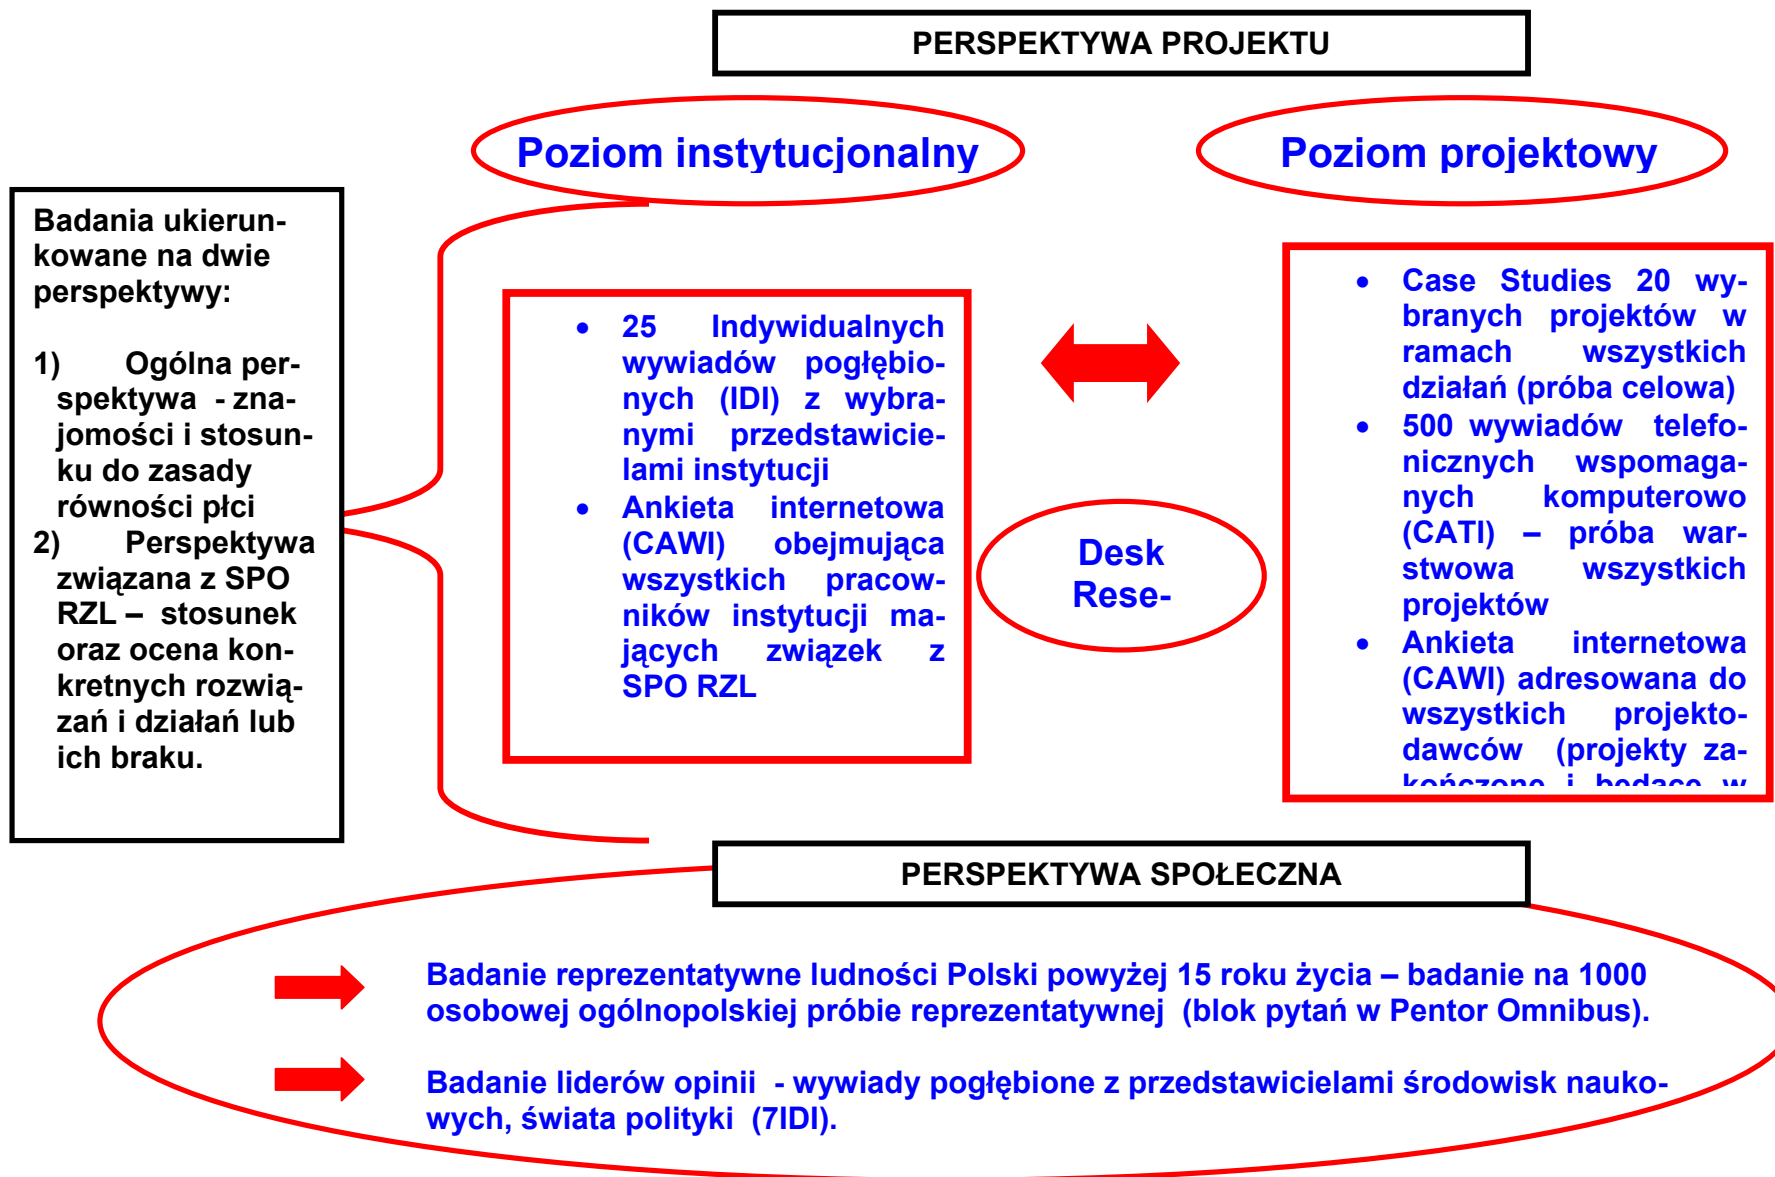 PERSPEKTYWA PROJEKTU
Poziom instytucjonalny
Poziom projektowy
Badania ukierun-
kowane na dwie
perspektywy:
1) Ogólna per-
spektywa - zna-
jomości i stosun-
ku do zasady
równości płci
2) Perspektywa
związana z SPO
RZL – stosunek
oraz ocena kon-
kretnych rozwią-
zań i działań lub
ich braku.
• 25 Indywidualnych
wywiadów pogłębio-
nych (IDI) z wybra-
nymi przedstawicie-
lami instytucji
• Ankieta internetowa
(CAWI) obejmująca
wszystkich pracow-
ników instytucji ma-
jących związek z
SPO RZL
Desk
Rese-
• Case Studies 20 wy-
branych projektów w
ramach wszystkich
działań (próba celowa)
• 500 wywiadów telefo-
nicznych wspomaga-
nych komputerowo
(CATI) – próba war-
stwowa wszystkich
projektów
• Ankieta internetowa
(CAWI) adresowana do
wszystkich projekto-
dawców (projekty za-
kończone i będące w
PERSPEKTYWA SPOŁECZNA
Badanie reprezentatywne ludności Polski powyżej 15 roku życia – badanie na 1000
osobowej ogólnopolskiej próbie reprezentatywnej (blok pytań w Pentor Omnibus).
Badanie liderów opinii - wywiady pogłębione z przedstawicielami środowisk nauko-
wych, świata polityki (7IDI).